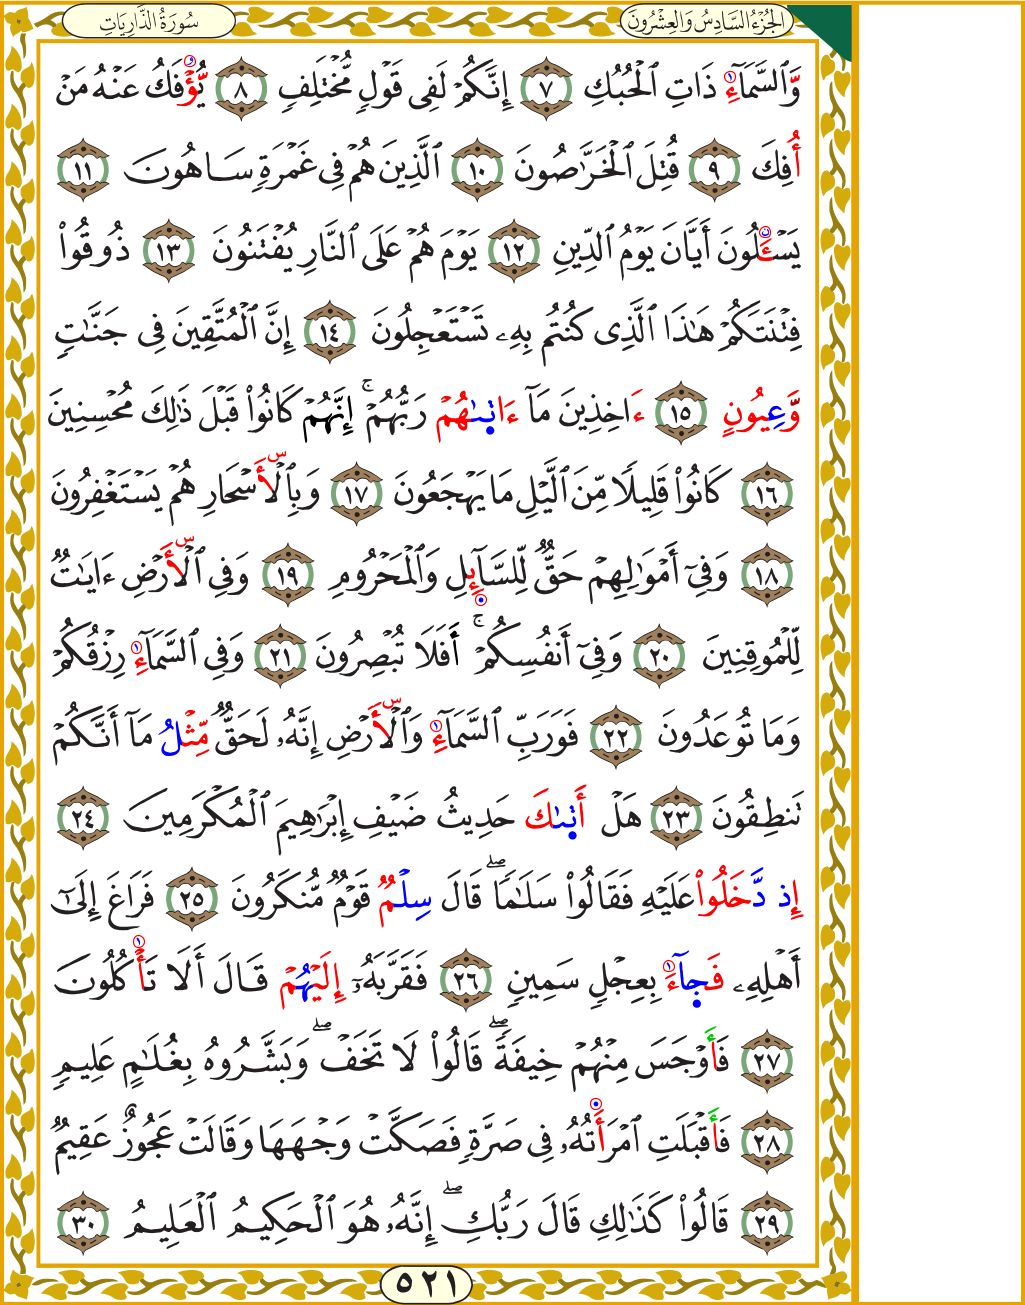 الجُزْءُ السَّادِسُ وَالعِشْرُونَ
سُورَةُ الذَّارِيَاتِ
وَّٱلسَّمَآءِ ذَاتِ ٱلْحُبُكِ ٧ إِنَّكُمْ لَفِى قَوْلٍ مُّخْتَلِفٍ ٨ يُّؤْفَكُ عَنْهُ مَنْ
أُفِكَ ٩ قُتِلَ ٱلْخَرَّٰصُونَ ١٠ ٱلَّذِينَ هُمْ فِى غَمْرَةٍ سَاهُونَ ١١
يَسْـَٔلُونَ أَيَّانَ يَوْمُ ٱلدِّينِ ١٢ يَوْمَ هُمْ عَلَى ٱلنَّارِ يُفْتَنُونَ ١٣ ذُوقُوا۟
فِتْنَتَكُمْ هَٰذَا ٱلَّذِى كُنتُم بِهِۦ تَسْتَعْجِلُونَ ١٤ إِنَّ ٱلْمُتَّقِينَ فِى جَنَّٰتٍ
وَّعِيُونٍ ١٥ ءَاخِذِينَ مَآ ءَاتٜىٰهُمْ رَبُّهُمْ ۚ إِنَّهُمْ كَانُوا۟ قَبْلَ ذَٰلِكَ مُحْسِنِينَ
١٦ كَانُوا۟ قَلِيلًا مِّنَ ٱلَّيْلِ مَا يَهْجَعُونَ ١٧ وَبِٱلْأَسْحَارِ هُمْ يَسْتَغْفِرُونَ
١٨ وَفِىٓ أَمْوَٰلِهِمْ حَقٌّ لِّلسَّآئِلِ وَٱلْمَحْرُومِ ١٩ وَفِى ٱلْأَرْضِ ءَايَٰتٌ
لِّلْمُوقِنِينَ ٢٠ وَفِىٓ أَنفُسِكُمْ ۚ أَفَلَا تُبْصِرُونَ ٢١ وَفِى ٱلسَّمَآءِ رِزْقُكُمْ
وَمَا تُوعَدُونَ ٢٢ فَوَرَبِّ ٱلسَّمَآءِ وَٱلْأَرْضِ إِنَّهُۥ لَحَقٌّ مِّثْلُ مَآ أَنَّكُمْ
تَنطِقُونَ ٢٣ هَلْ أَتٜىٰكَ حَدِيثُ ضَيْفِ إِبْرَٰهِيمَ ٱلْمُكْرَمِينَ ٢٤
إِذ دَّخَلُوا۟ عَلَيْهِ فَقَالُوا۟ سَلَٰمًا ۖ قَالَ سِلْمٌ قَوْمٌ مُّنكَرُونَ ٢٥ فَرَاغَ إِلَىٰٓ
أَهْلِهِۦ فَجَآءَ بِعِجْلٍ سَمِينٍ ٢٦ فَقَرَّبَهُۥٓ إِلَيْهُمْ قَالَ أَلَا تَأْكُلُونَ
٢٧ فَأَوْجَسَ مِنْهُمْ خِيفَةً ۖ قَالُوا۟ لَا تَخَفْ ۖ وَبَشَّرُوهُ بِغُلَٰمٍ عَلِيمٍ
٢٨ فَأَقْبَلَتِ ٱمْرَأَتُهُۥ فِى صَرَّةٍ فَصَكَّتْ وَجْهَهَا وَقَالَتْ عَجُوزٌ عَقِيمٌ
٢٩ قَالُوا۟ كَذَٰلِكِ قَالَ رَبُّكِ ۖ إِنَّهُۥ هُوَ ٱلْحَكِيمُ ٱلْعَلِيمُ ٣٠
٥٢١